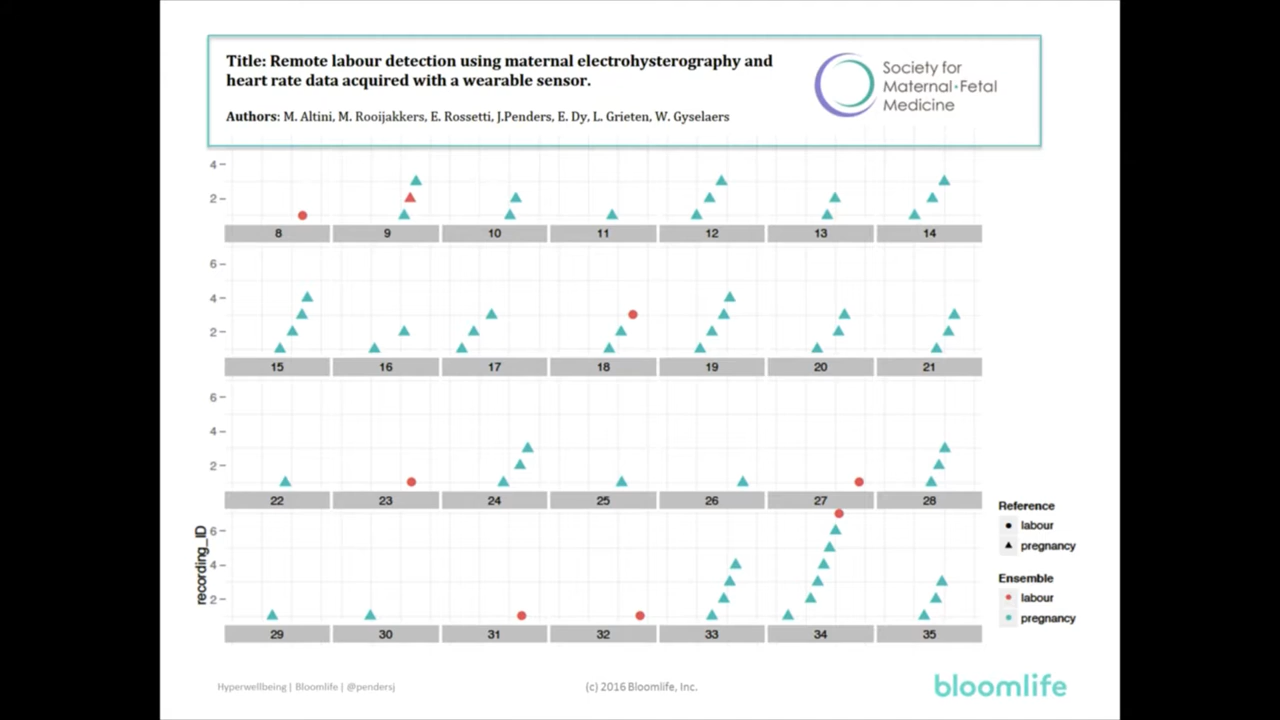 Title: Remote labour detection using maternal electrohysterography and
heart rate data acquired with a wearable sensor.
Authors: M. Altini, M. Rooijakkers, E. Rossetti, J.Penders, E. Dy, L. Grieten, W. Gyselaers
Society for
Maternal·Fetal
Medicine
4
2
8 9 10 11 12 13 14
6
4
2
15 16 17 18 19 20 21
6
4
2
22 23 24 25 26 27 28
recording_ID
6
4
2
29 30 31 32 33 34 35
Reference
labour
pregnancy
Ensemble
labour
pregnancy
Hyperwellbeing | Bloomlife | @pendersj
(c) 2016 Bloomlife, Inc.
bloomlife